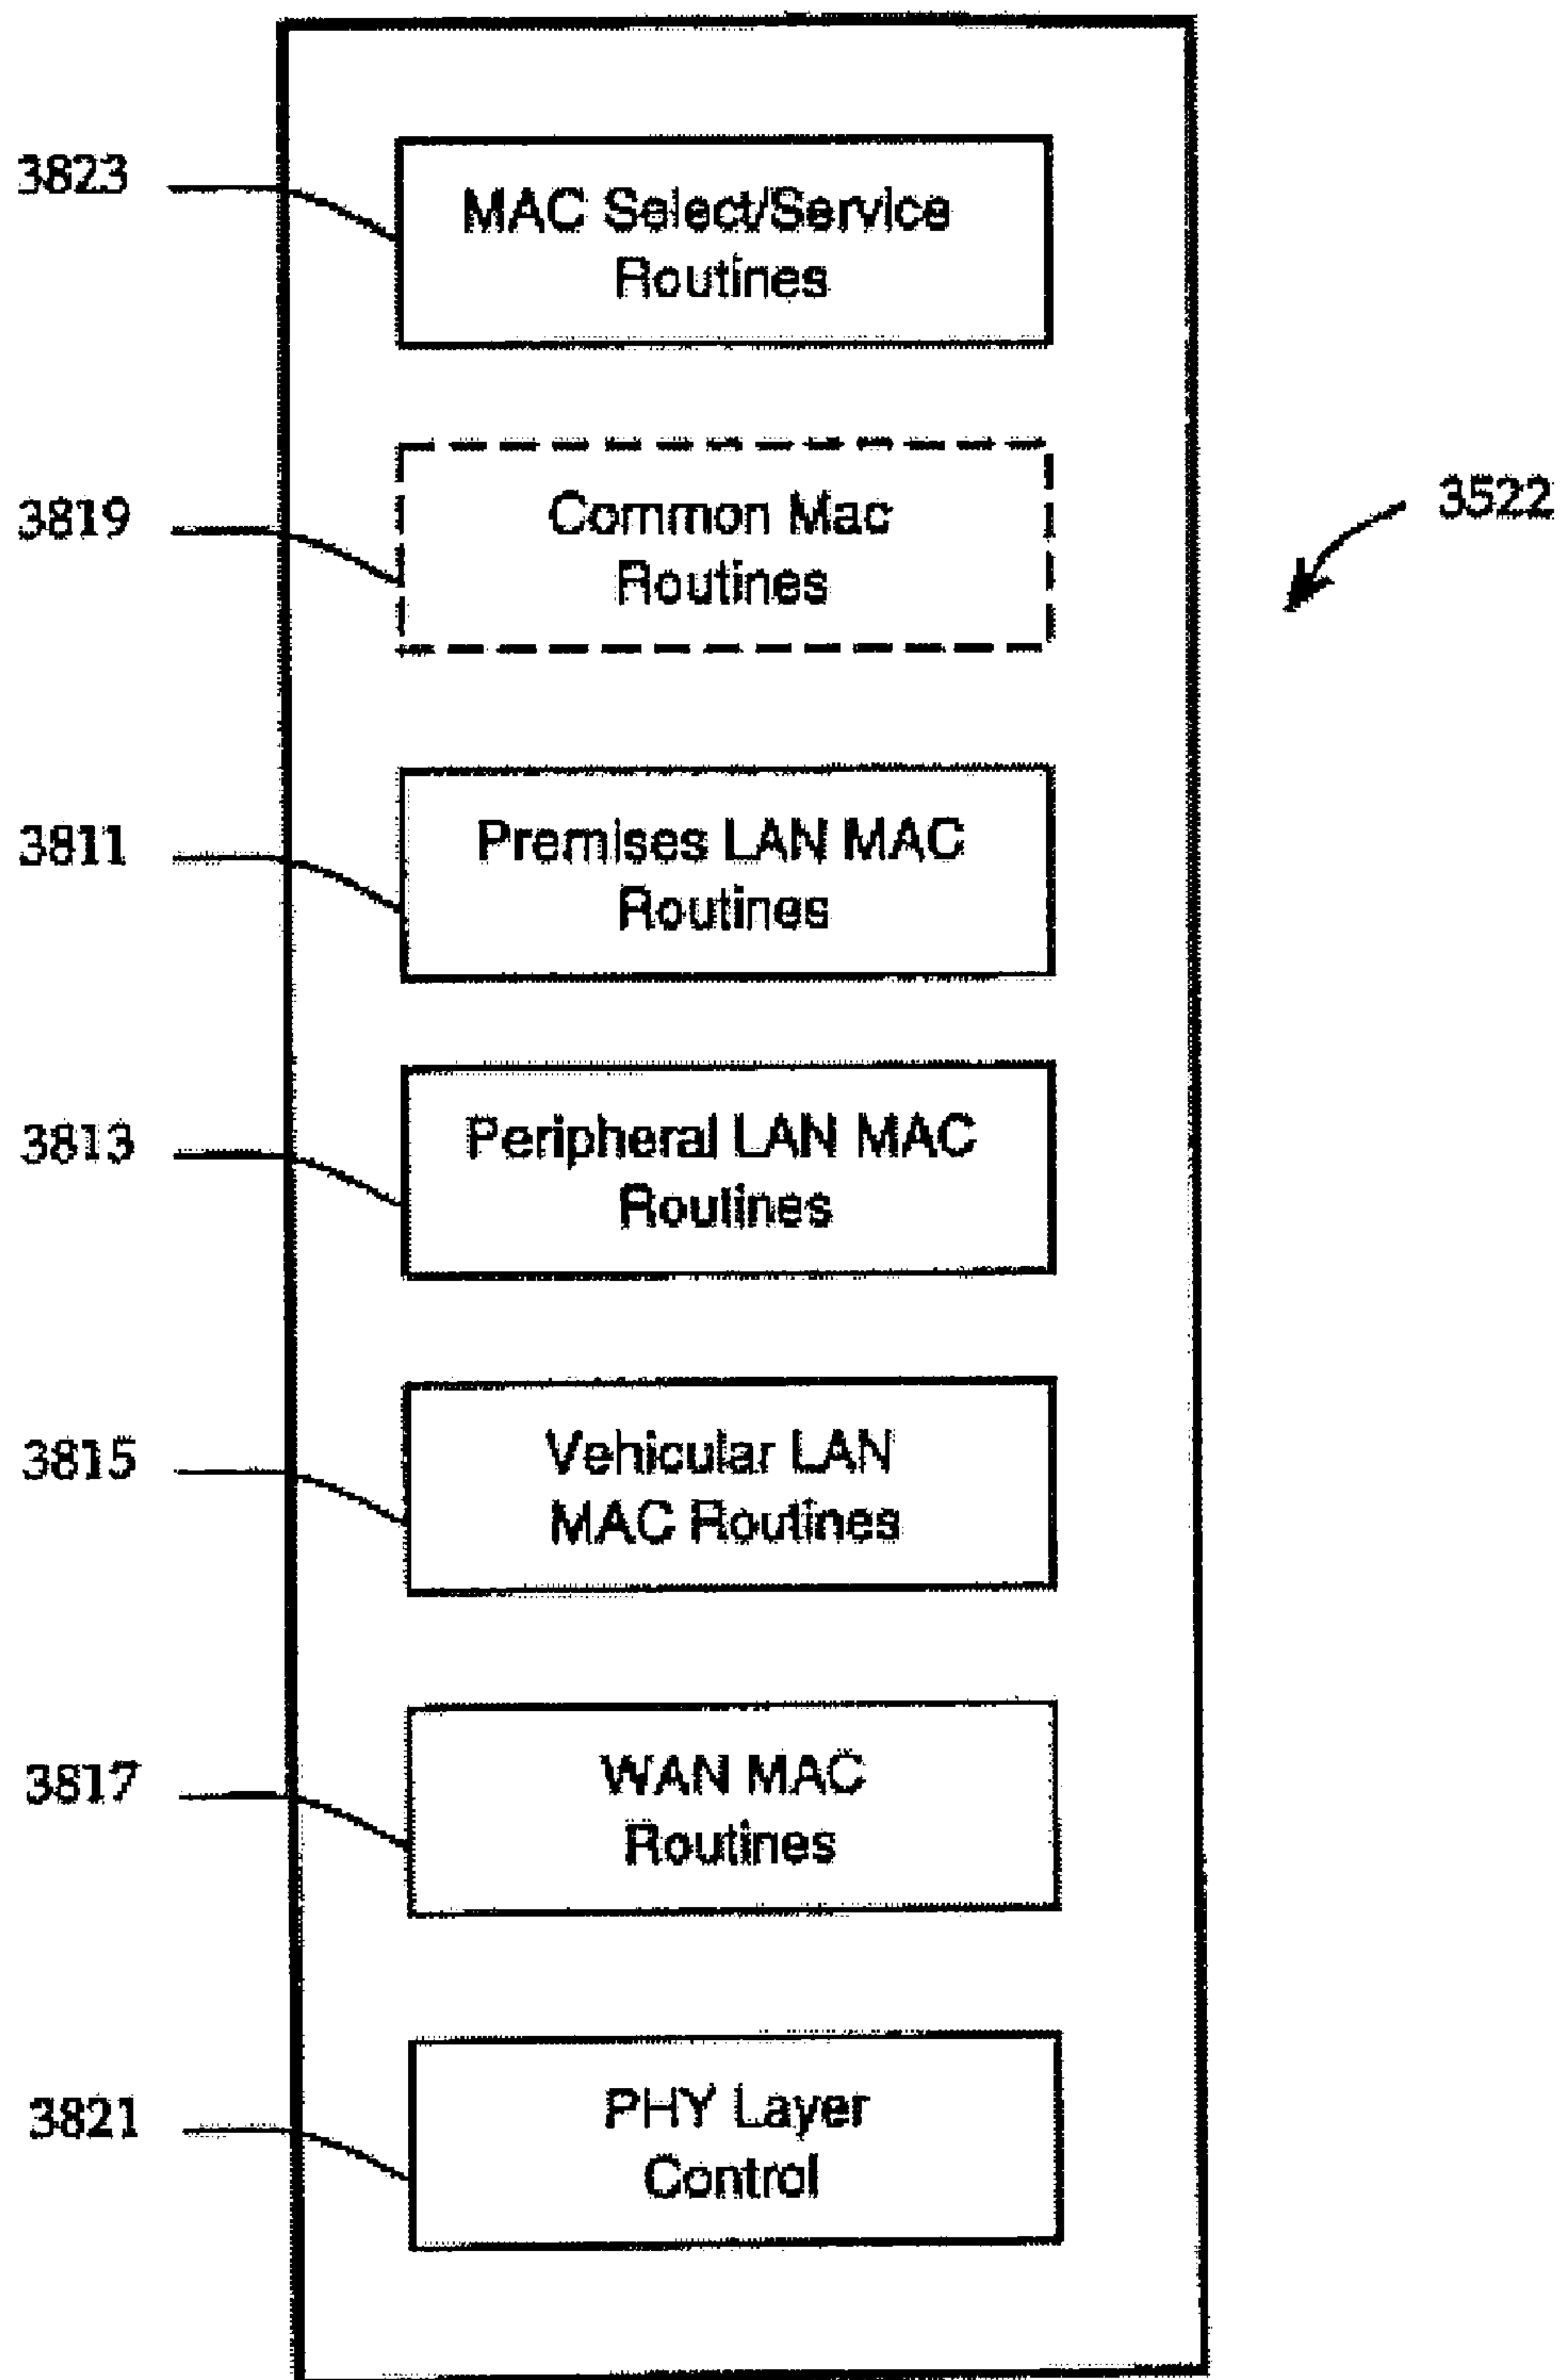 3823
MAC Select/Service
Routines
3819
Common Mac
Routines
3522
3811
Premises LAN MAC
Routines
3813
Peripheral LAN MAC
Routines
3815
Vehicular LAN
MAC Routines
3817
WAN MAC
Routines
3821
PHY Layer
Control